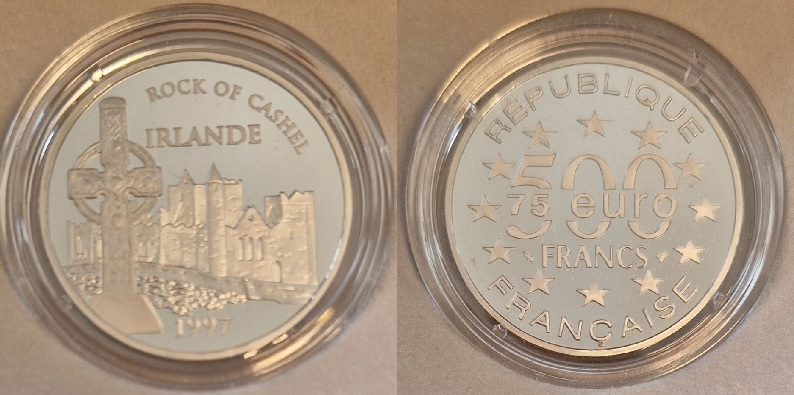 ROCK OF CASHEL
IRLANDE
1997
RÉPUBLIQUE
500
75 euro
FRANCS
FRANÇAISE